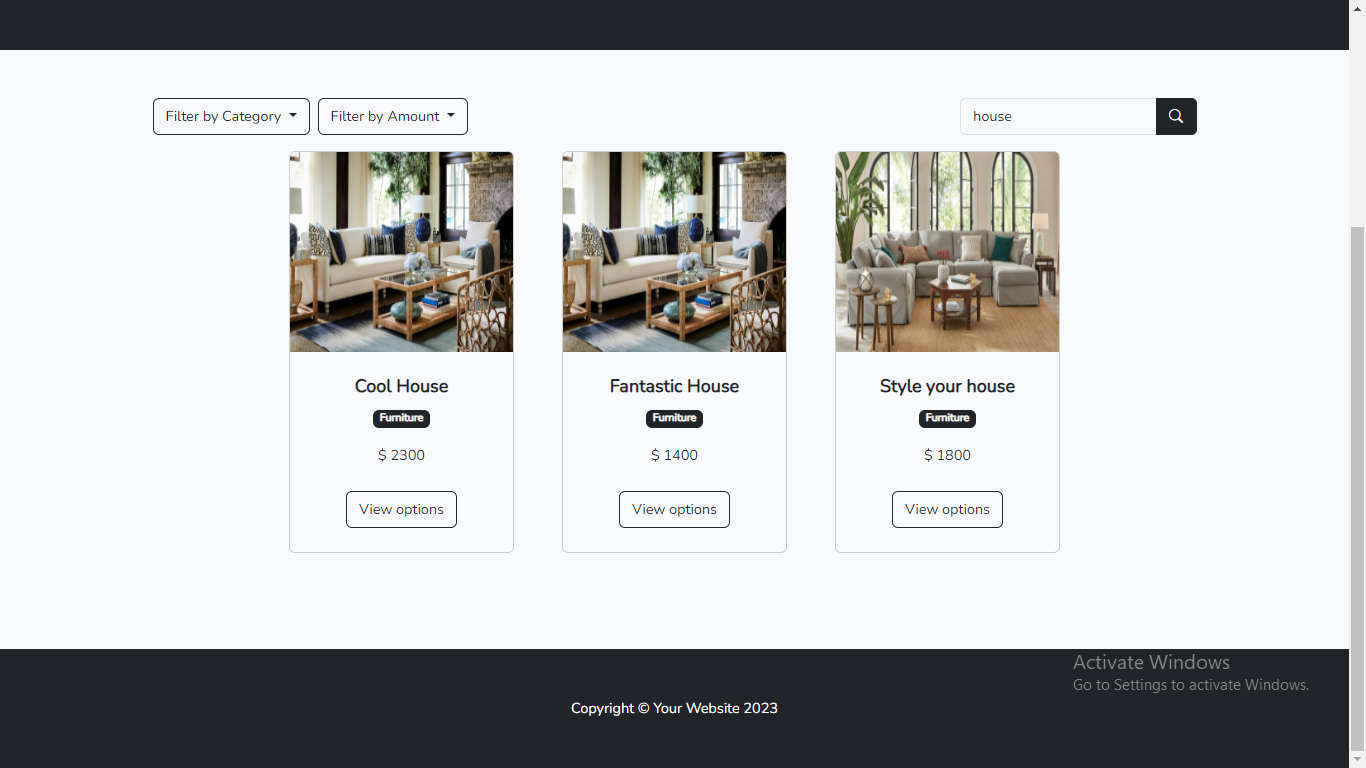 Filter by Category
Filter by Amount
house
Cool House
Furniture
$ 2300
View options
Fantastic House
Furniture
$ 1400
View options
Style your house
Furniture
$ 1800
View options
Activate Windows
Go to Settings to activate Windows.
Copyright © Your Website 2023